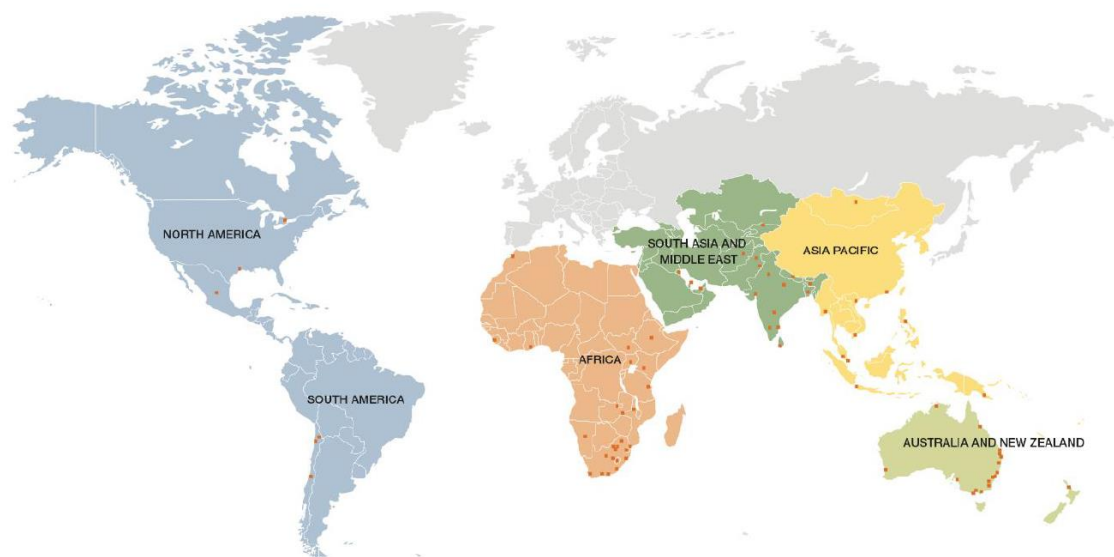 NORTH AMERICA
SOUTH ASIA AND
MIDDLE EAST
ASIA PACIFIC
AFRICA
SOUTH AMERICA
AUSTRALIA AND NEW ZEALAND